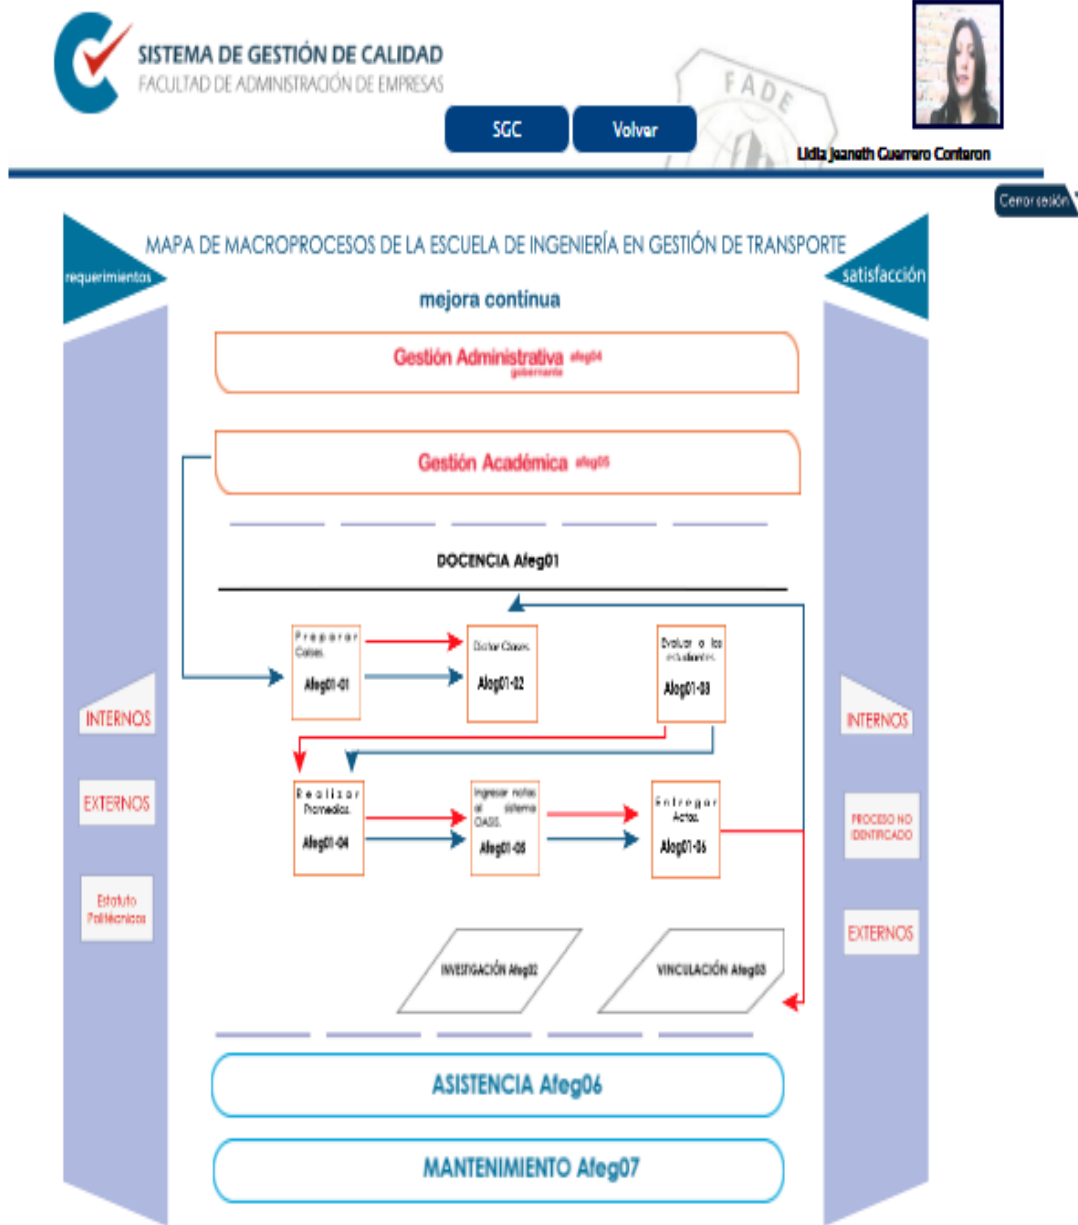 SISTEMA DE GESTIÓN DE CALIDAD
FACULTAD DE ADMINISTRACIÓN DE EMPRESAS
FADE
SGC
Volver
Lidia Jeaneth Guerrero Conteron
Cerrar sesión
MAPA DE MACROPROCESOS DE LA ESCUELA DE INGENIERÍA EN GESTIÓN DE TRANSPORTE
requerimientos
satisfacción
mejora contínua
Gestión Administrativa afeg04
gobernante
Gestión Académica afeg05
DOCENCIA Afeg01
Preparar
Calses.
Afeg01-01
Dictar Clases.
Afeg01-02
Evaluar a los
estudiantes.
Afeg01-03
INTERNOS
EXTERNOS
Estatuto
Politécnicos
Realizar
Promedios.
Afeg01-04
Ingresar notas
al sistema
OASIS.
Afeg01-05
Entregar
Actas.
Afeg01-06
INTERNOS
PROCESO NO
IDENTIFICADO
EXTERNOS
INVESTIGACIÓN Afeg02
VINCULACIÓN Afeg03
ASISTENCIA Afeg06
MANTENIMIENTO Afeg07